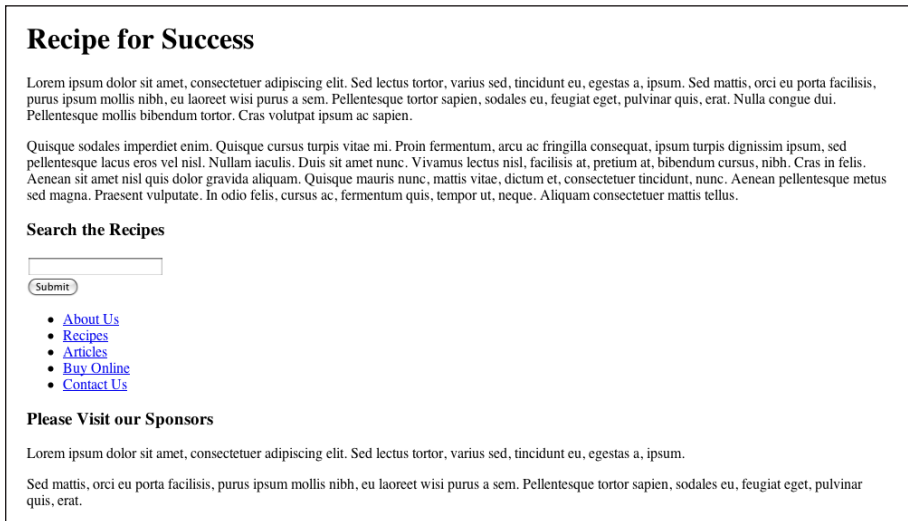 Recipe for Success
Lorem ipsum dolor sit amet, consectetuer adipiscing elit. Sed lectus tortor, varius sed, tincidunt eu, egestas a, ipsum. Sed mattis, orci eu porta facilisis,
purus ipsum mollis nibh, eu laoreet wisi purus a sem. Pellentesque tortor sapien, sodales eu, feugiat eget, pulvinar quis, erat. Nulla congue dui.
Pellentesque mollis bibendum tortor. Cras volutpat ipsum ac sapien.
Quisque sodales imperdiet enim. Quisque cursus turpis vitae mi. Proin fermentum, arcu ac fringilla consequat, ipsum turpis dignissim ipsum, sed
pellentesque lacus eros vel nisl. Nullam iaculis. Duis sit amet nunc. Vivamus lectus nisl, facilisis at, pretium at, bibendum cursus, nibh. Cras in felis.
Aenean sit amet nisl quis dolor gravida aliquam. Quisque mauris nunc, mattis vitae, dictum et, consectetuer tincidunt, nunc. Aenean pellentesque metus
sed magna. Praesent vulputate. In odio felis, cursus ac, fermentum quis, tempor ut, neque. Aliquam consectetuer mattis tellus.
Search the Recipes
Submit
About Us
Recipes
Articles
Buy Online
Contact Us
Please Visit our Sponsors
Lorem ipsum dolor sit amet, consectetuer adipiscing elit. Sed lectus tortor, varius sed, tincidunt eu, egestas a, ipsum.
Sed mattis, orci eu porta facilisis, purus ipsum mollis nibh, eu laoreet wisi purus a sem. Pellentesque tortor sapien, sodales eu, feugiat eget, pulvinar
quis, erat.